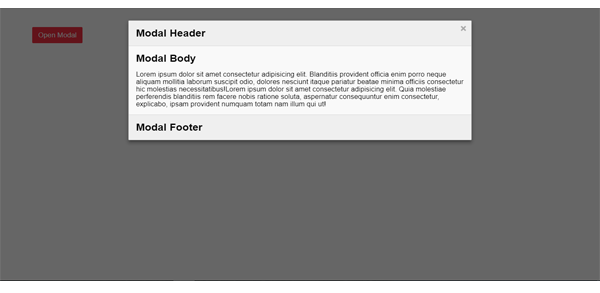 Open Modal
Modal Header
Modal Body
Lorem ipsum dolor sit amet consectetur adipisicing elit. Blanditiis provident officia enim porro neque
aliquam mollitia laborum suscipit odio, dolores nesciunt itaque pariatur beatae minima officiis consectetur
hic molestias necessitatibus!Lorem ipsum dolor sit amet consectetur adipisicing elit. Quia molestiae
perferendis blanditiis rem facere nobis ratione soluta, aspernatur consequuntur enim consectetur,
explicabo, ipsam provident numquam totam nam illum qui ut!
Modal Footer